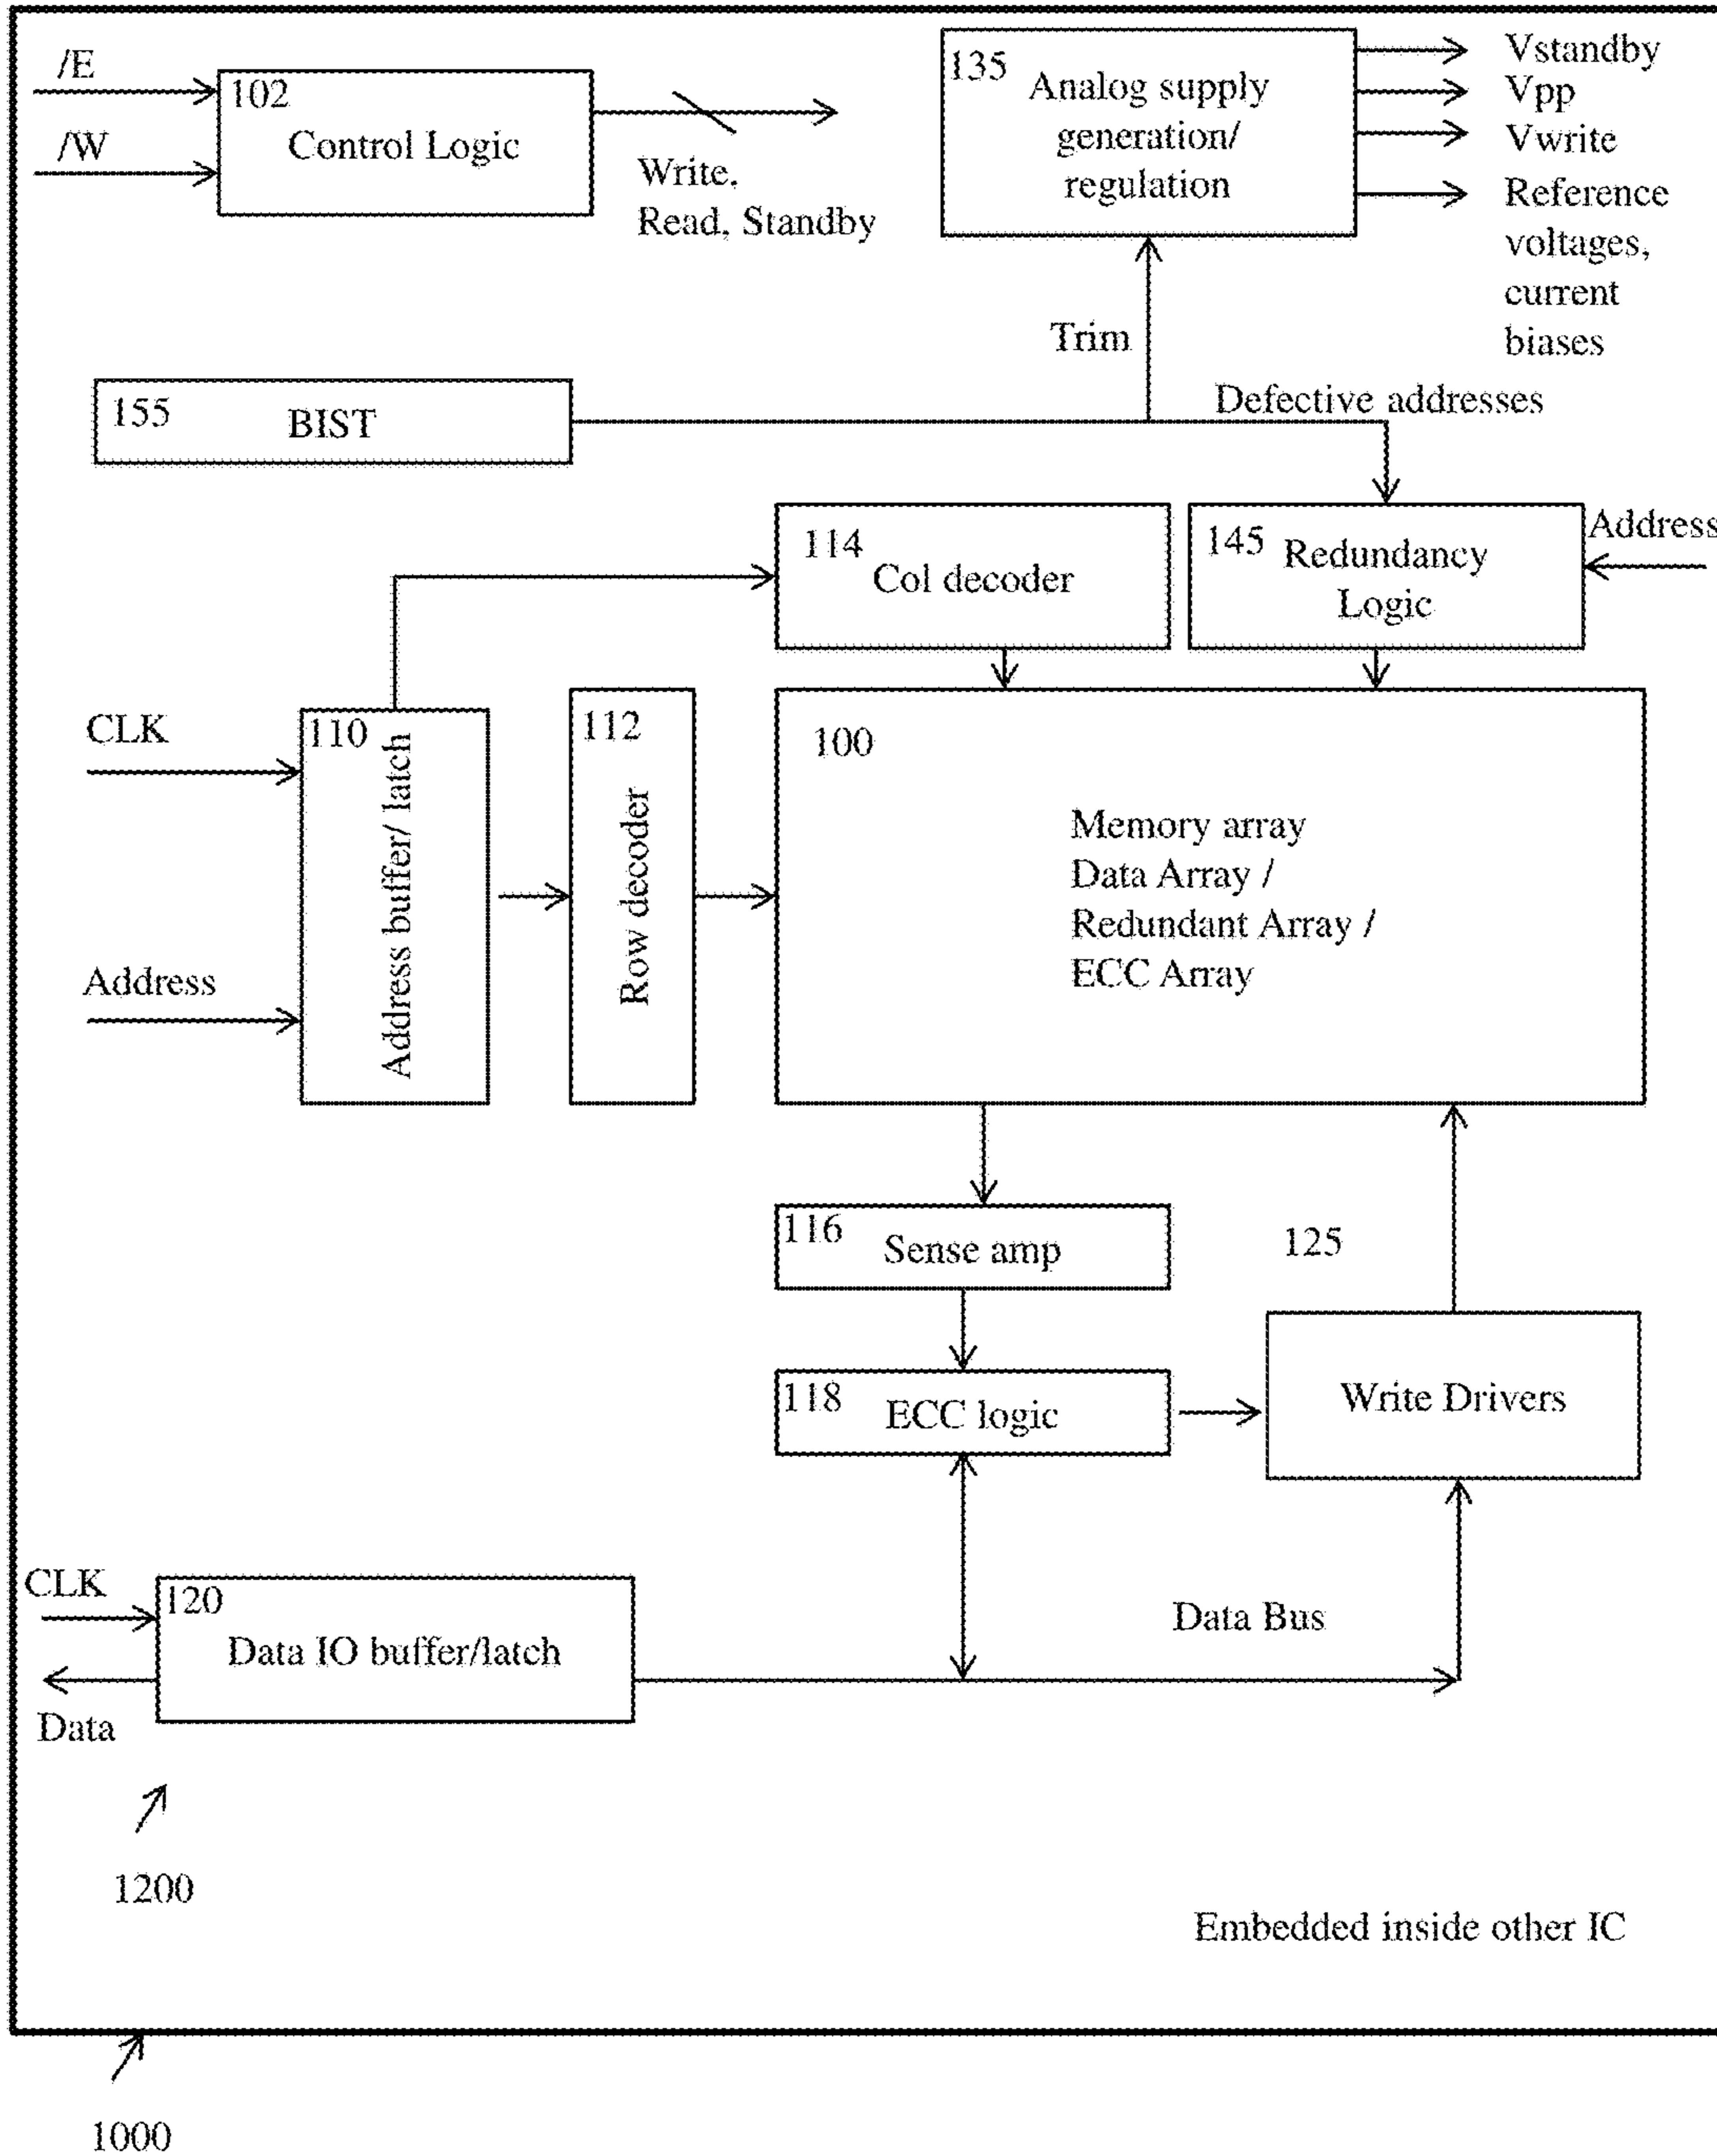 /E
/W
102
Control Logic
Write,
Read, Standby
135
Analog supply
generation/
regulation
Vstandby
Vpp
Vwrite
Reference
voltages,
current
biases
Trim
155
BIST
Defective addresses
114
Col decoder
145
Redundancy
Logic
Address
CLK
Address
110
Address buffer/ latch
112
Row decoder
100
Memory array
Data Array /
Redundant Array /
ECC Array
116
Sense amp
125
118
ECC logic
Write Drivers
CLK
120
Data IO buffer/latch
Data
Data Bus
1200
Embedded inside other IC
1000